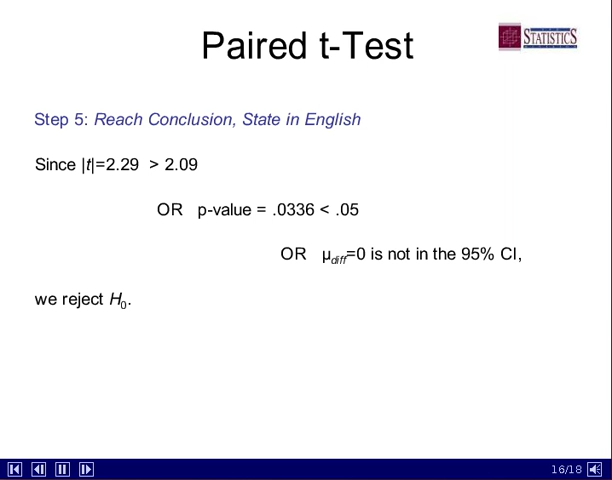 Paired t-Test
STATISTICS
Step 5: Reach Conclusion, State in English
Since |t|=2.29 > 2.09
OR p-value = .0336 < .05
OR μdiff=0 is not in the 95% CI,
we reject H0.
16/18